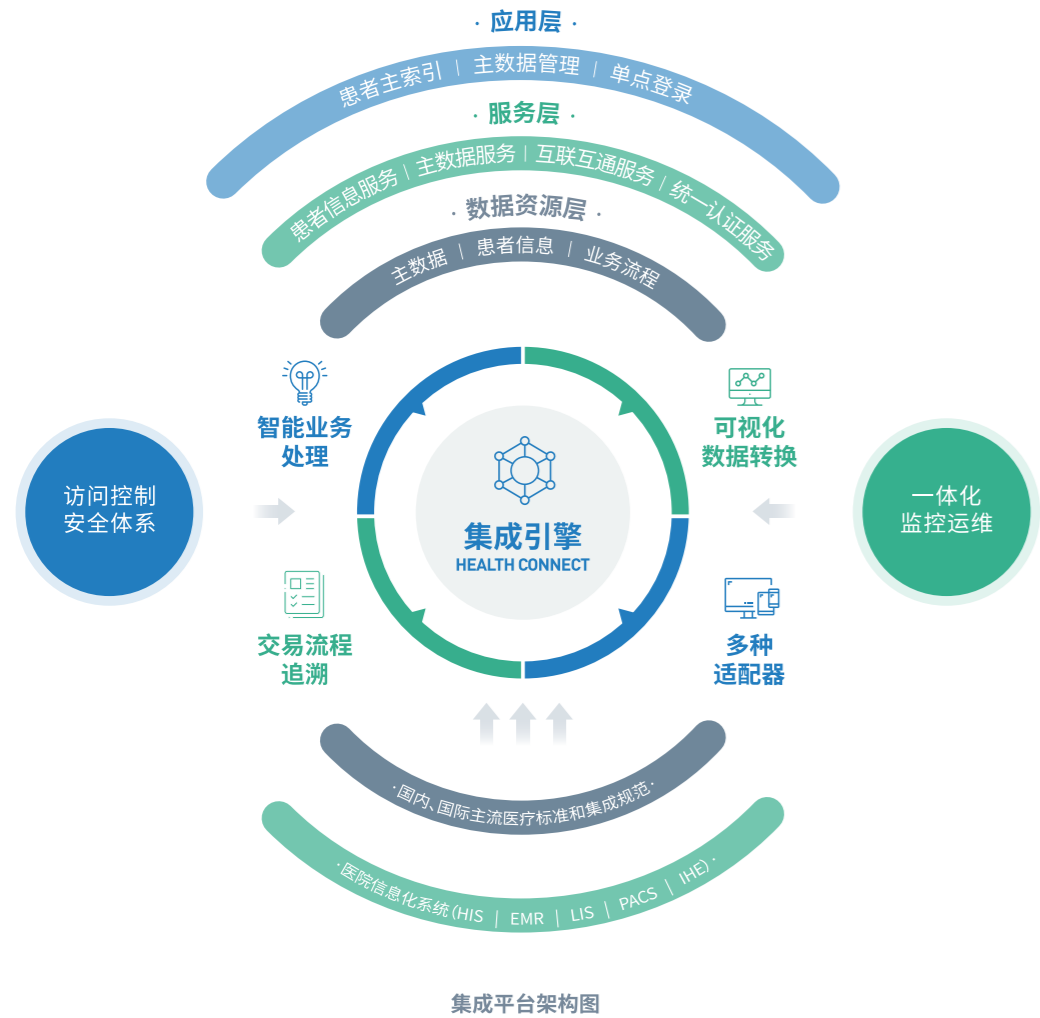 · 应用层 ·
患者主索引 | 主数据管理 | 单点登录
· 服务层 ·
患者信息服务 | 主数据服务 | 互联互通服务 | 统一认证服务
· 数据资源层 ·
主数据 | 患者信息 | 业务流程
智能业务
处理
可视化
数据转换
访问控制
安全体系
集成引擎
HEALTH CONNECT
一体化
监控运维
交易流程
追溯
多种
适配器
·国内、国际主流医疗标准和集成规范·
·医院信息化系统(HIS | EMR | LIS | PACS | IHE)·
集成平台架构图